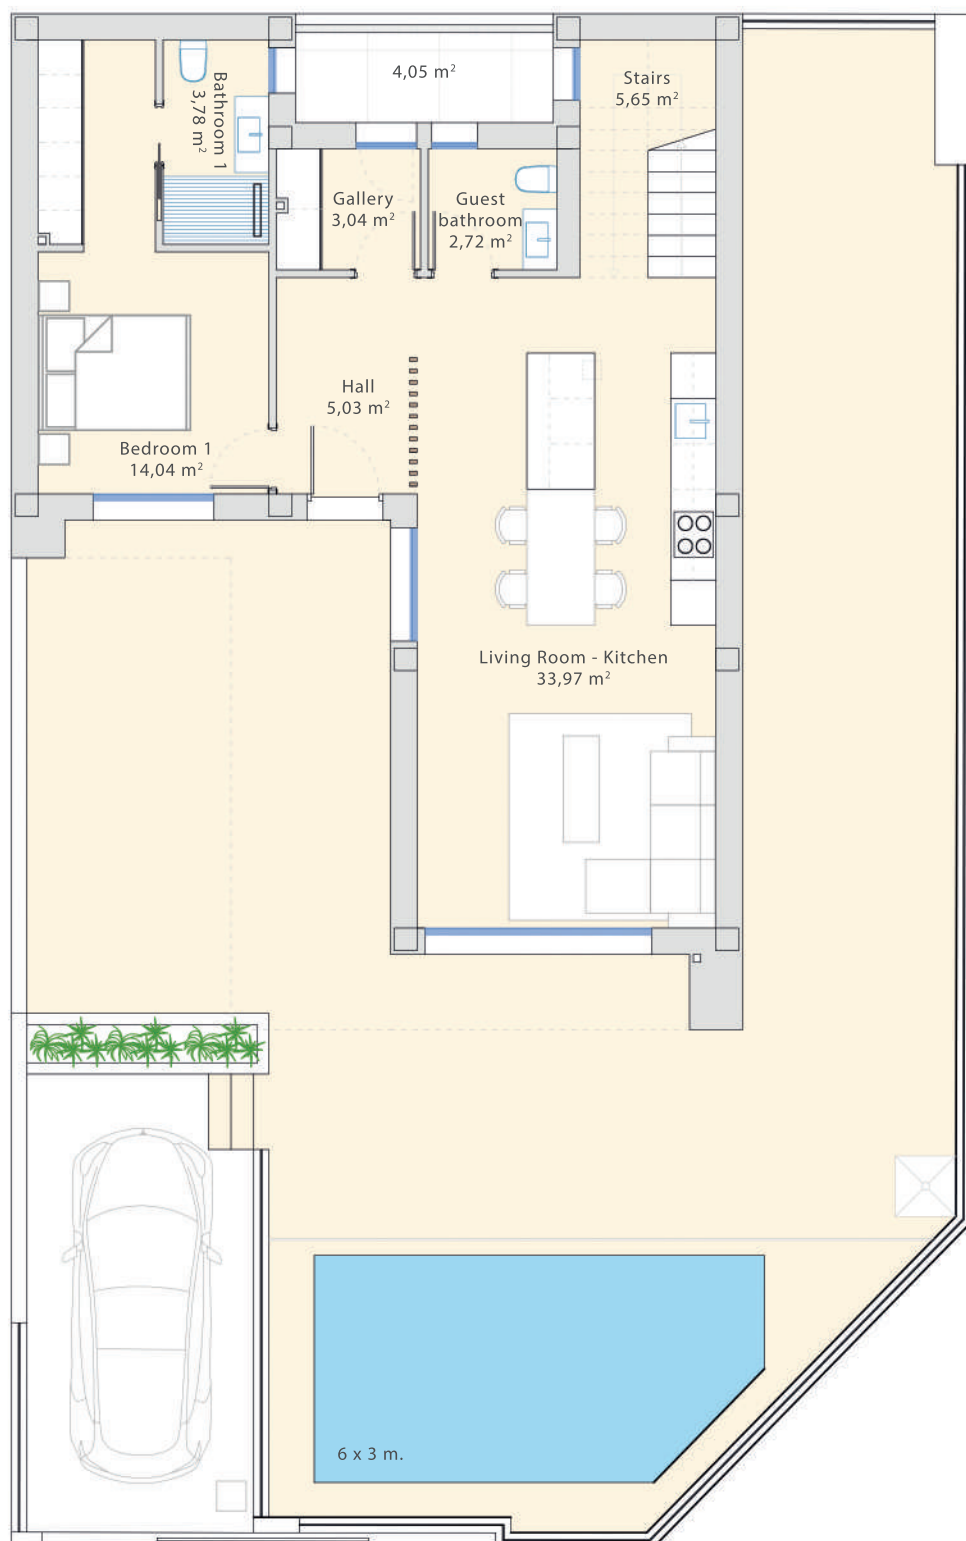 4,05 m²
Stairs
5,65 m²
Bathroom 1
3,78 m²
Gallery
3,04 m²
Guest
bathroom
2,72 m²
Hall
5,03 m²
Bedroom 1
14,04 m²
Living Room - Kitchen
33,97 m²
6 x 3 m.